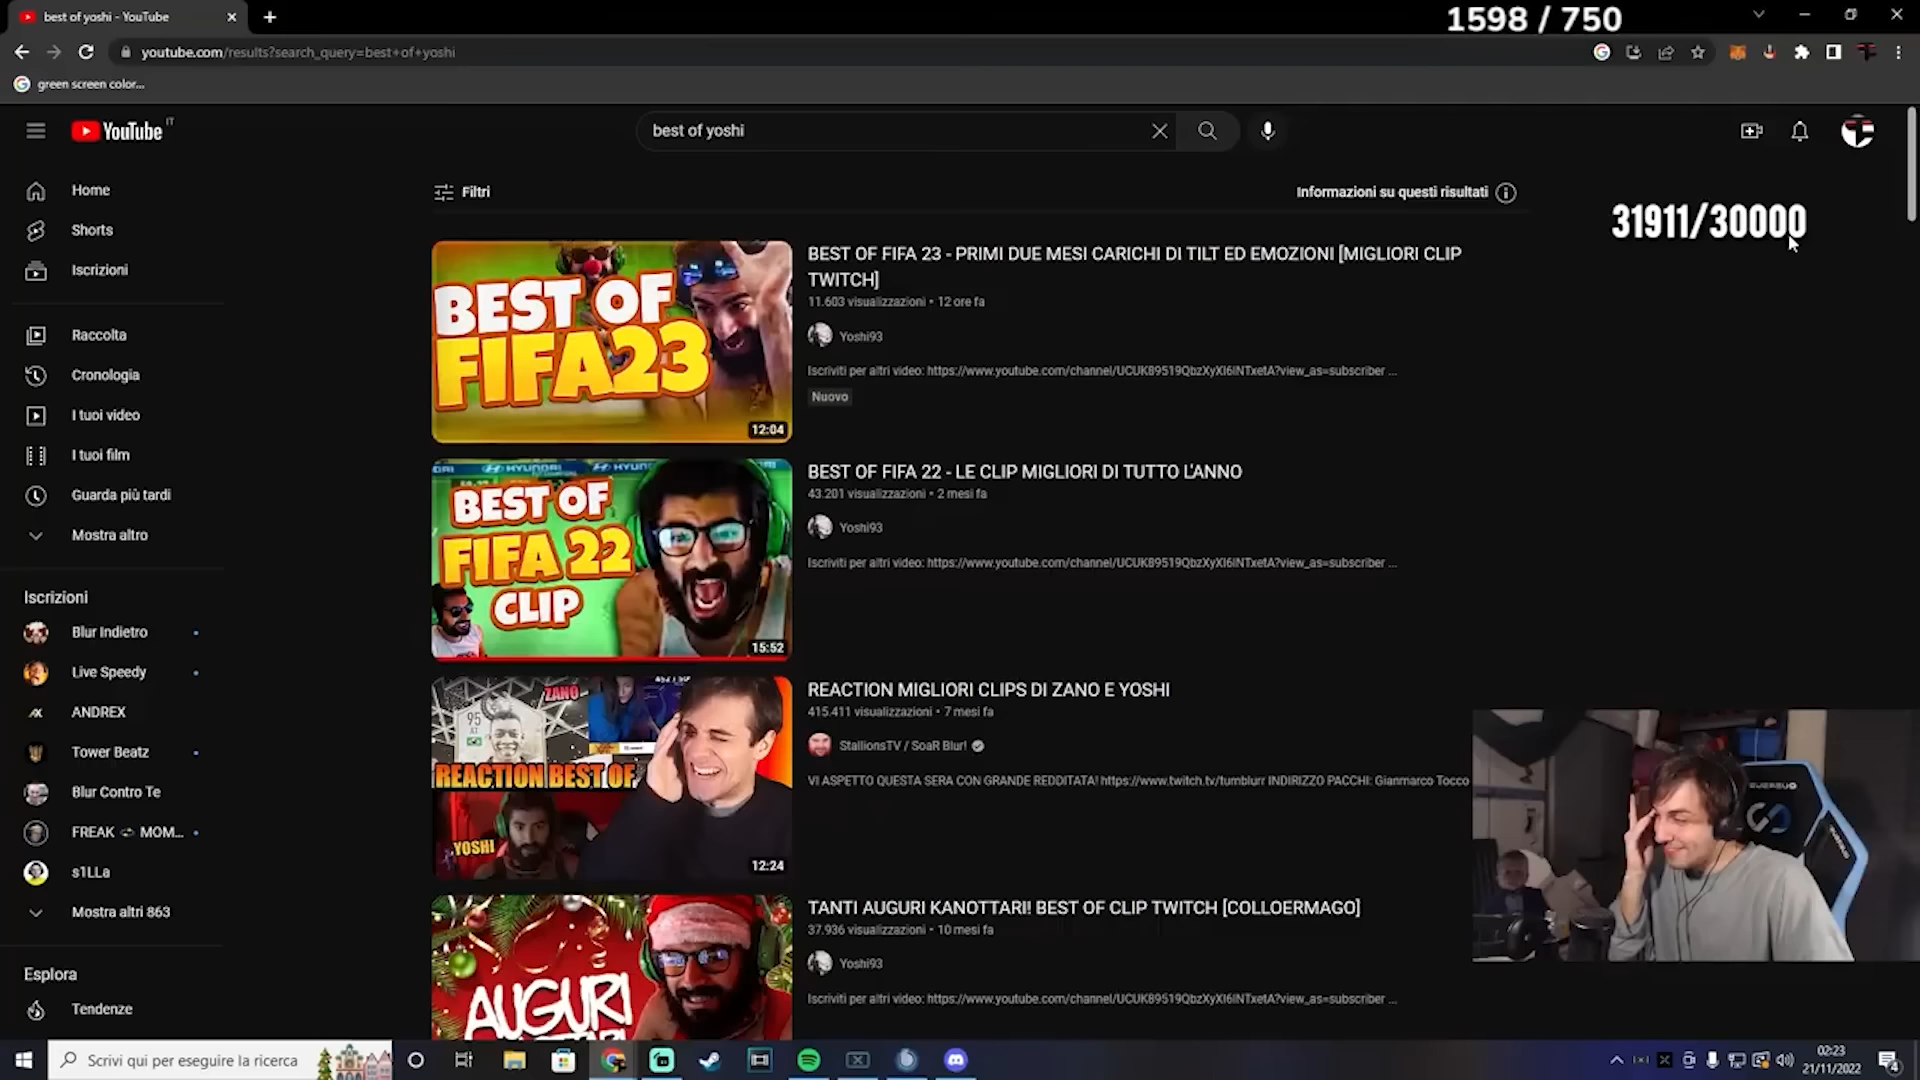 best of yoshi - YouTube
1598 / 750
youtube.com/results?search_query=best+of+yoshi
green screen color...
YouTube IT
best of yoshi
Home
Shorts
Iscrizioni
Raccolta
Cronologia
I tuoi video
I tuoi film
Guarda più tardi
Mostra altro
Iscrizioni
Blur Indietro
Live Speedy
ANDREX
Tower Beatz
Blur Contro Te
FREAK MOM...
s1LLa
Mostra altri 863
Esplora
Tendenze
Filtri
Informazioni su questi risultati
31911/30000
BEST OF
FIFA23
12:04
BEST OF FIFA 23 - PRIMI DUE MESI CARICHI DI TILT ED EMOZIONI [MIGLIORI CLIP
TWITCH]
11.603 visualizzazioni • 12 ore fa
Yoshi93
Iscriviti per altri video: https://www.youtube.com/channel/UCUK89519QbzXyXI6INTxetA?view_as=subscriber ...
Nuovo
HYUNDAI
BEST OF
FIFA 22
CLIP
15:52
BEST OF FIFA 22 - LE CLIP MIGLIORI DI TUTTO L'ANNO
43.201 visualizzazioni • 2 mesi fa
Yoshi93
Iscriviti per altri video: https://www.youtube.com/channel/UCUK89519QbzXyXI6INTxetA?view_as=subscriber ...
ZANO
95
AT
REACTION BEST OF
YOSHI
12:24
REACTION MIGLIORI CLIPS DI ZANO E YOSHI
415.411 visualizzazioni • 7 mesi fa
StallionsTV / SoaR Blur!
VI ASPETTO QUESTA SERA CON GRANDE REDDITATA! https://www.twitch.tv/tumblurr INDIRIZZO PACCHI: Gianmarco Tocco
AUGURI
TANTI AUGURI KANOTTARI! BEST OF CLIP TWITCH [COLLOERMAGO]
37.936 visualizzazioni • 10 mesi fa
Yoshi93
Iscriviti per altri video: https://www.youtube.com/channel/UCUK89519QbzXyXI6INTxetA?view_as=subscriber ...
Scrivi qui per eseguire la ricerca
02:23
21/11/2022
4